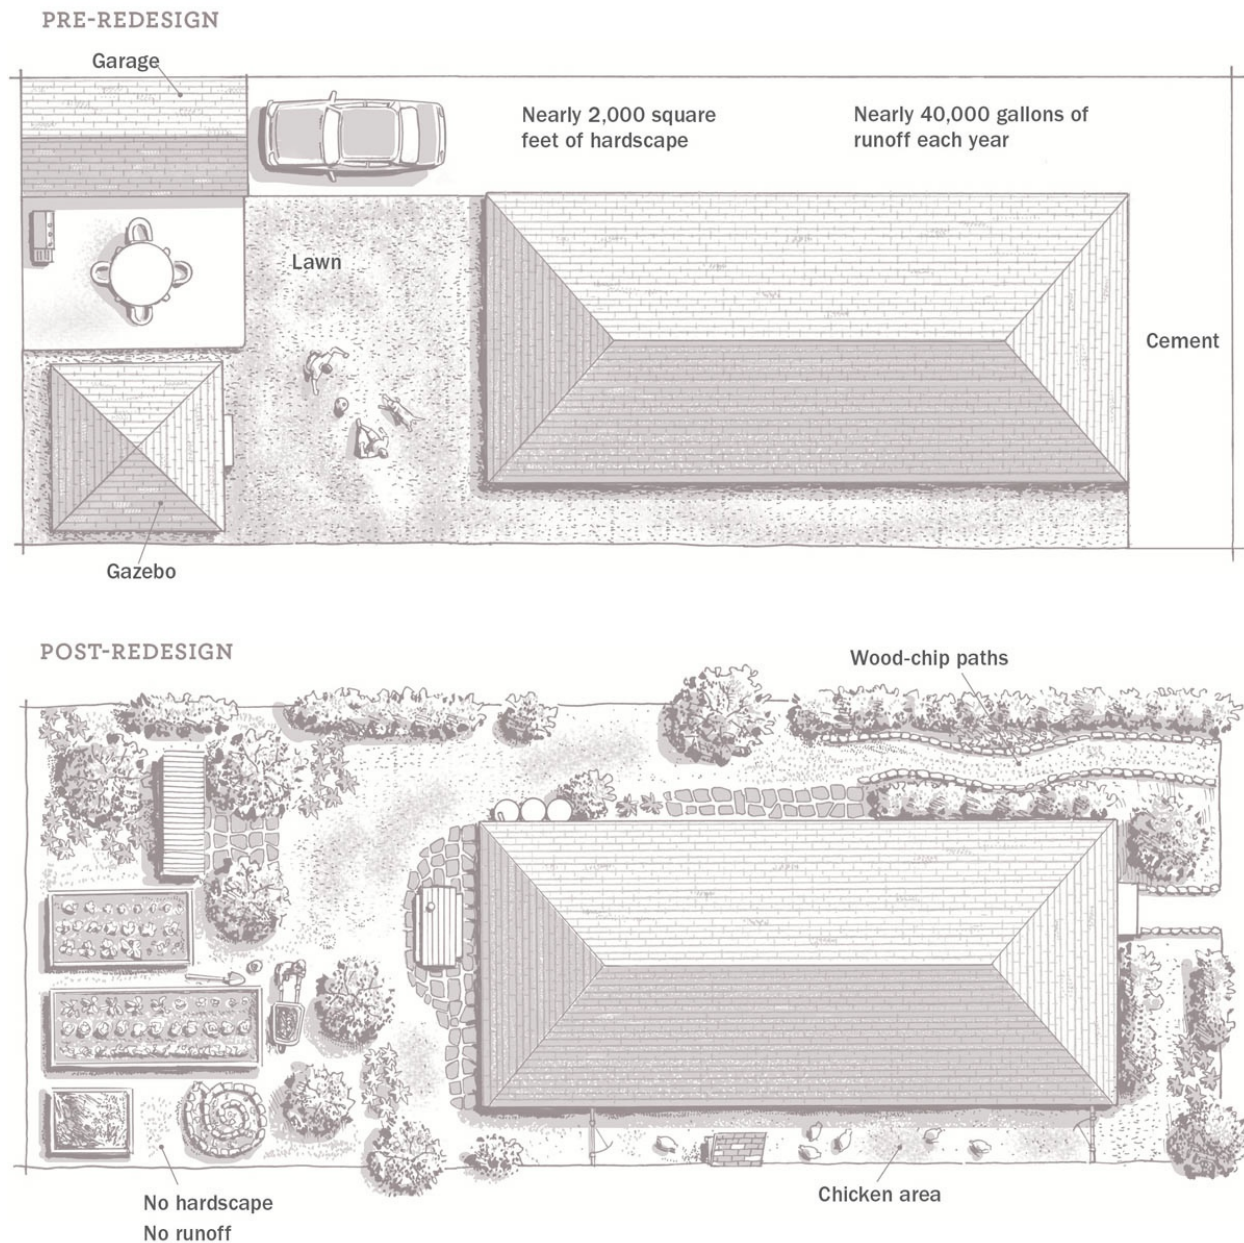 PRE-REDESIGN
Garage
Nearly 2,000 square
feet of hardscape
Nearly 40,000 gallons of
runoff each year
Lawn
Cement
Gazebo
POST-REDESIGN
Wood-chip paths
No hardscape
No runoff
Chicken area